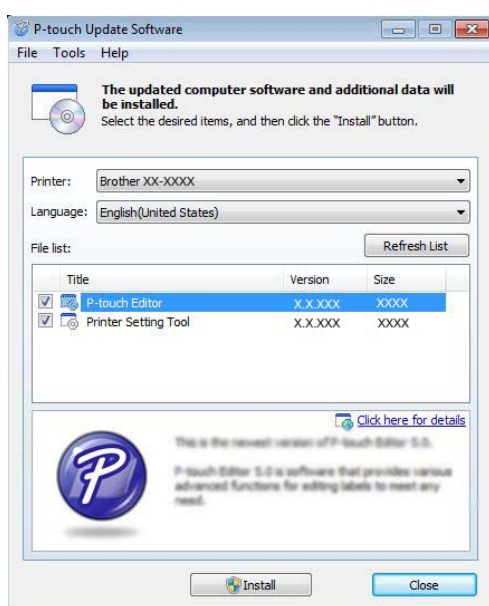 P-touch Update Software
File Tools Help
The updated computer software and additional data will
be installed.
Select the desired items, and then click the "Install" button.
Printer: Brother XX-XXXX
Language: English(United States)
File list: Refresh List
Title Version Size
P-touch Editor X.X.XXX XXXX
Printer Setting Tool X.X.XXX XXXX
Click here for details
This is the newest version of P-touch Editor 5.0.
P-touch Editor 5.0 is software that provides various
advanced functions for editing labels to meet any
need.
P
Install Close